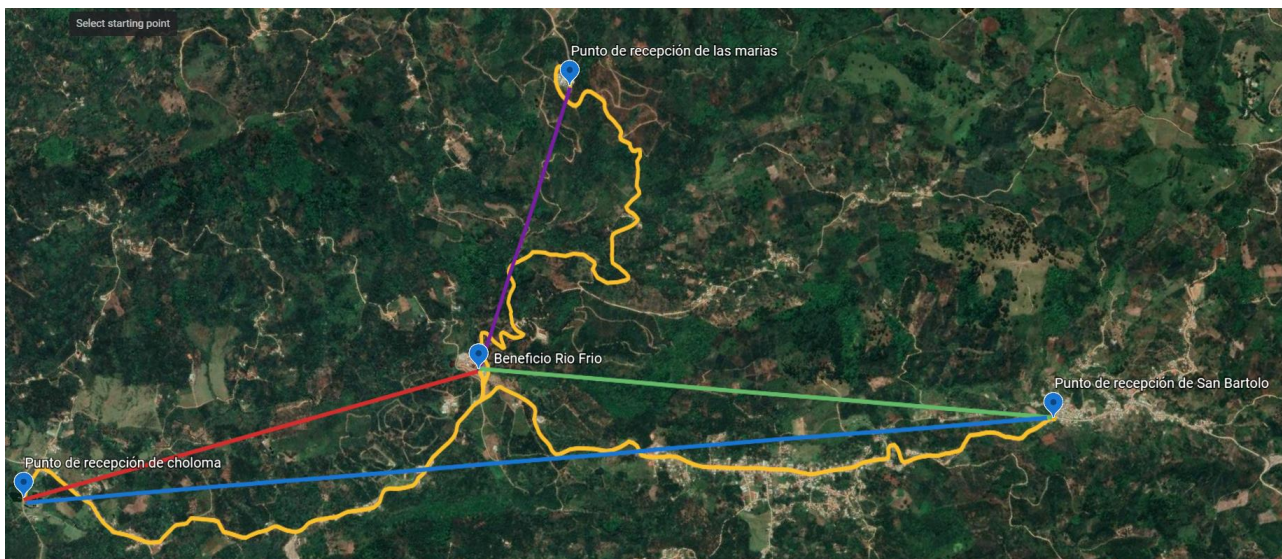 Select starting point
Punto de recepción de las marias
Beneficio Rio Frio
Punto de recepción de San Bartolo
Punto de recepción de choloma